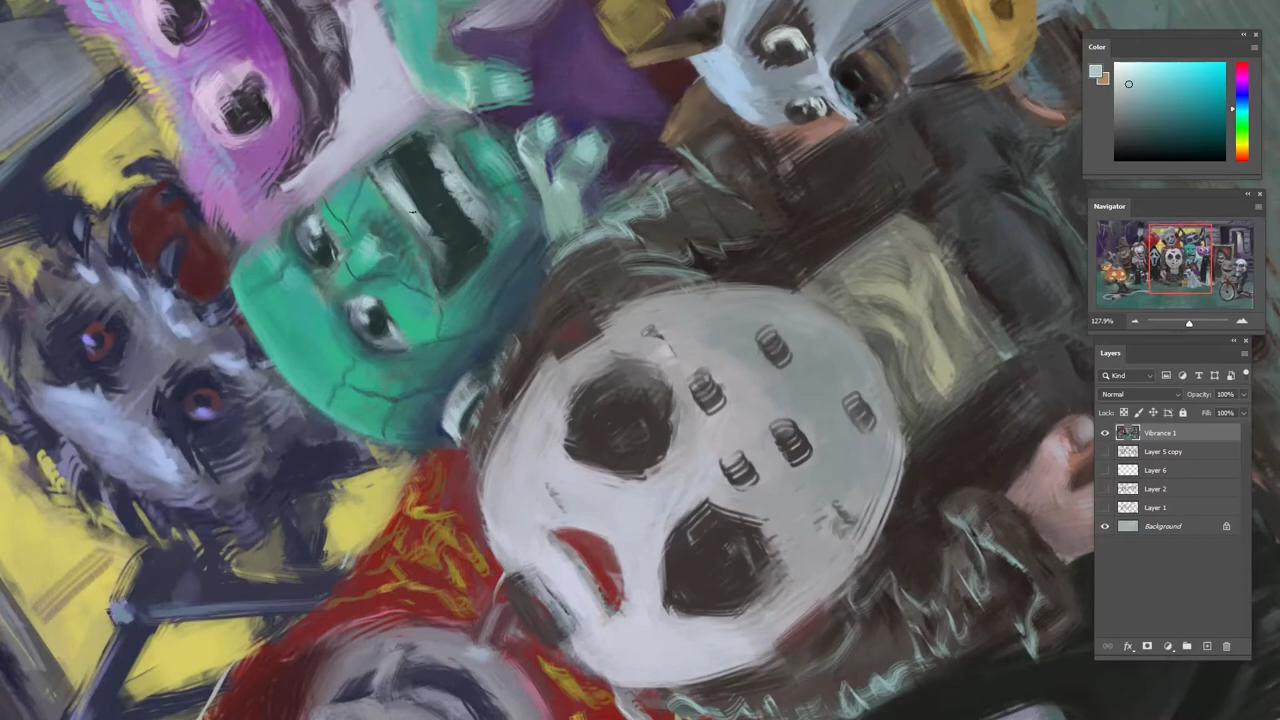 Color
Navigator
127.9%
Layers
Kind
Normal
Opacity: 100%
Lock:
Fill: 100%
Vibrance 1
Layer 5 copy
Layer 6
Layer 2
Layer 1
Background
fx